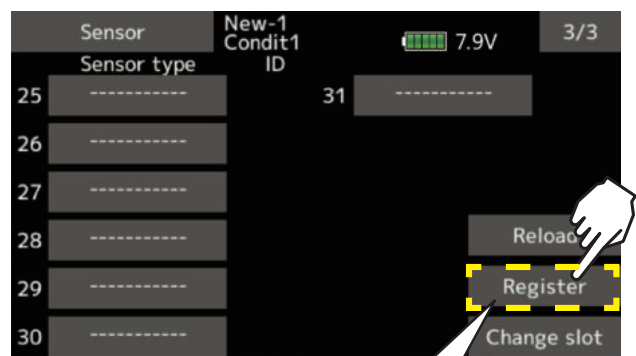 Sensor New-1 Condit1 7.9V 3/3
Sensor type ID
25 ----------- 31 -----------
26 -----------
27 -----------
28 ----------- Reload
29 ----------- Register
30 ----------- Change slot